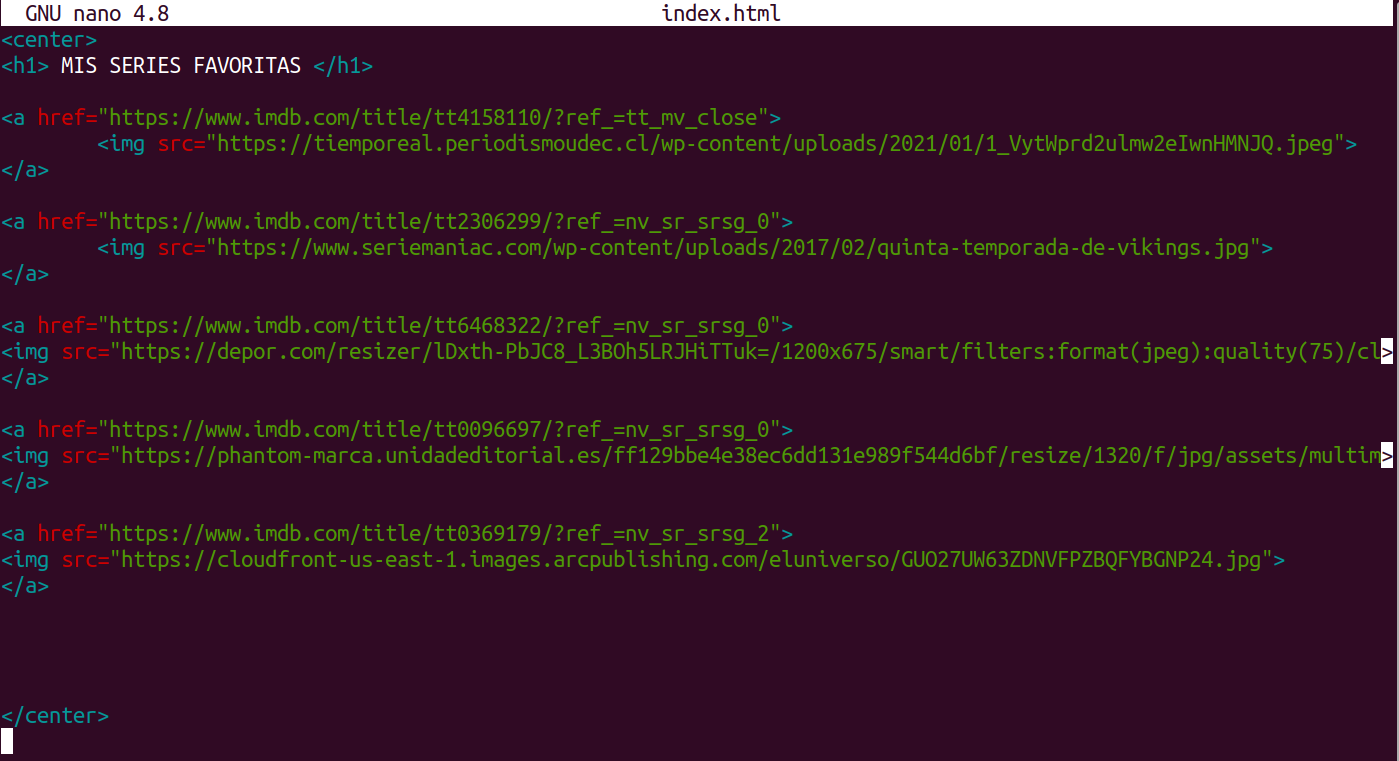 GNU nano 4.8 index.html
<center>
<h1> MIS SERIES FAVORITAS </h1>
<a href="https://www.imdb.com/title/tt4158110/?ref_=tt_mv_close">
<img src="https://tiemporeal.periodismoudec.cl/wp-content/uploads/2021/01/1_VytWprd2ulmw2eIwnHMNJQ.jpeg">
</a>
<a href="https://www.imdb.com/title/tt2306299/?ref_=nv_sr_srsg_0">
<img src="https://www.seriemaniac.com/wp-content/uploads/2017/02/quinta-temporada-de-vikings.jpg">
</a>
<a href="https://www.imdb.com/title/tt6468322/?ref_=nv_sr_srsg_0">
<img src="https://depor.com/resizer/lDxth-PbJC8_L3BOh5LRJHiTTuk=/1200x675/smart/filters:format(jpeg):quality(75)/cl>
</a>
<a href="https://www.imdb.com/title/tt0096697/?ref_=nv_sr_srsg_0">
<img src="https://phantom-marca.unidadeditorial.es/ff129bbe4e38ec6dd131e989f544d6bf/resize/1320/f/jpg/assets/multim>
</a>
<a href="https://www.imdb.com/title/tt0369179/?ref_=nv_sr_srsg_2">
<img src="https://cloudfront-us-east-1.images.arcpublishing.com/eluniverso/GUO27UW63ZDNVFPZBQFYBGNP24.jpg">
</a>
</center>